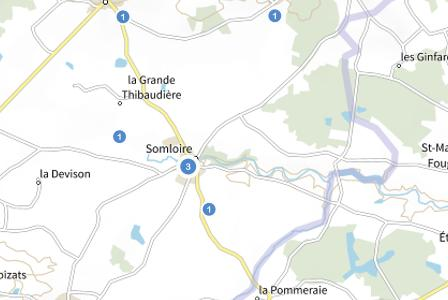 1
1
les Ginfar
la Grande
Thibaudière
1
Somloire
3
St-Ma
Foug
la Devison
1
Ét
oizats
la Pommeraie